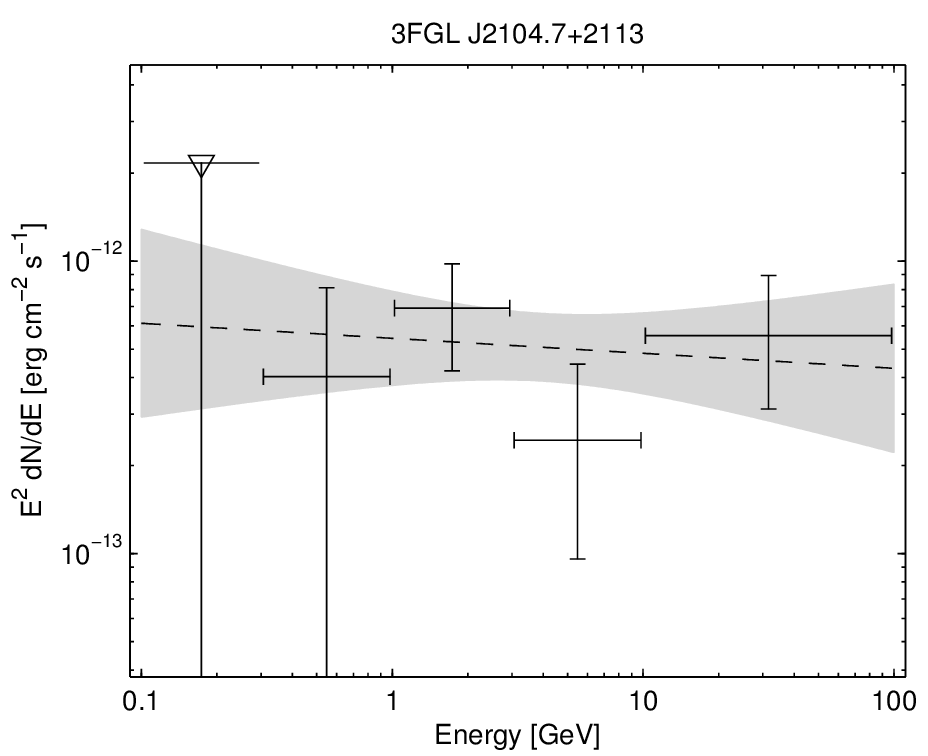 3FGL J2104.7+2113
E² dN/dE [erg cm⁻² s⁻¹]
10⁻¹²
10⁻¹³
0.1 1 10 100
Energy [GeV]